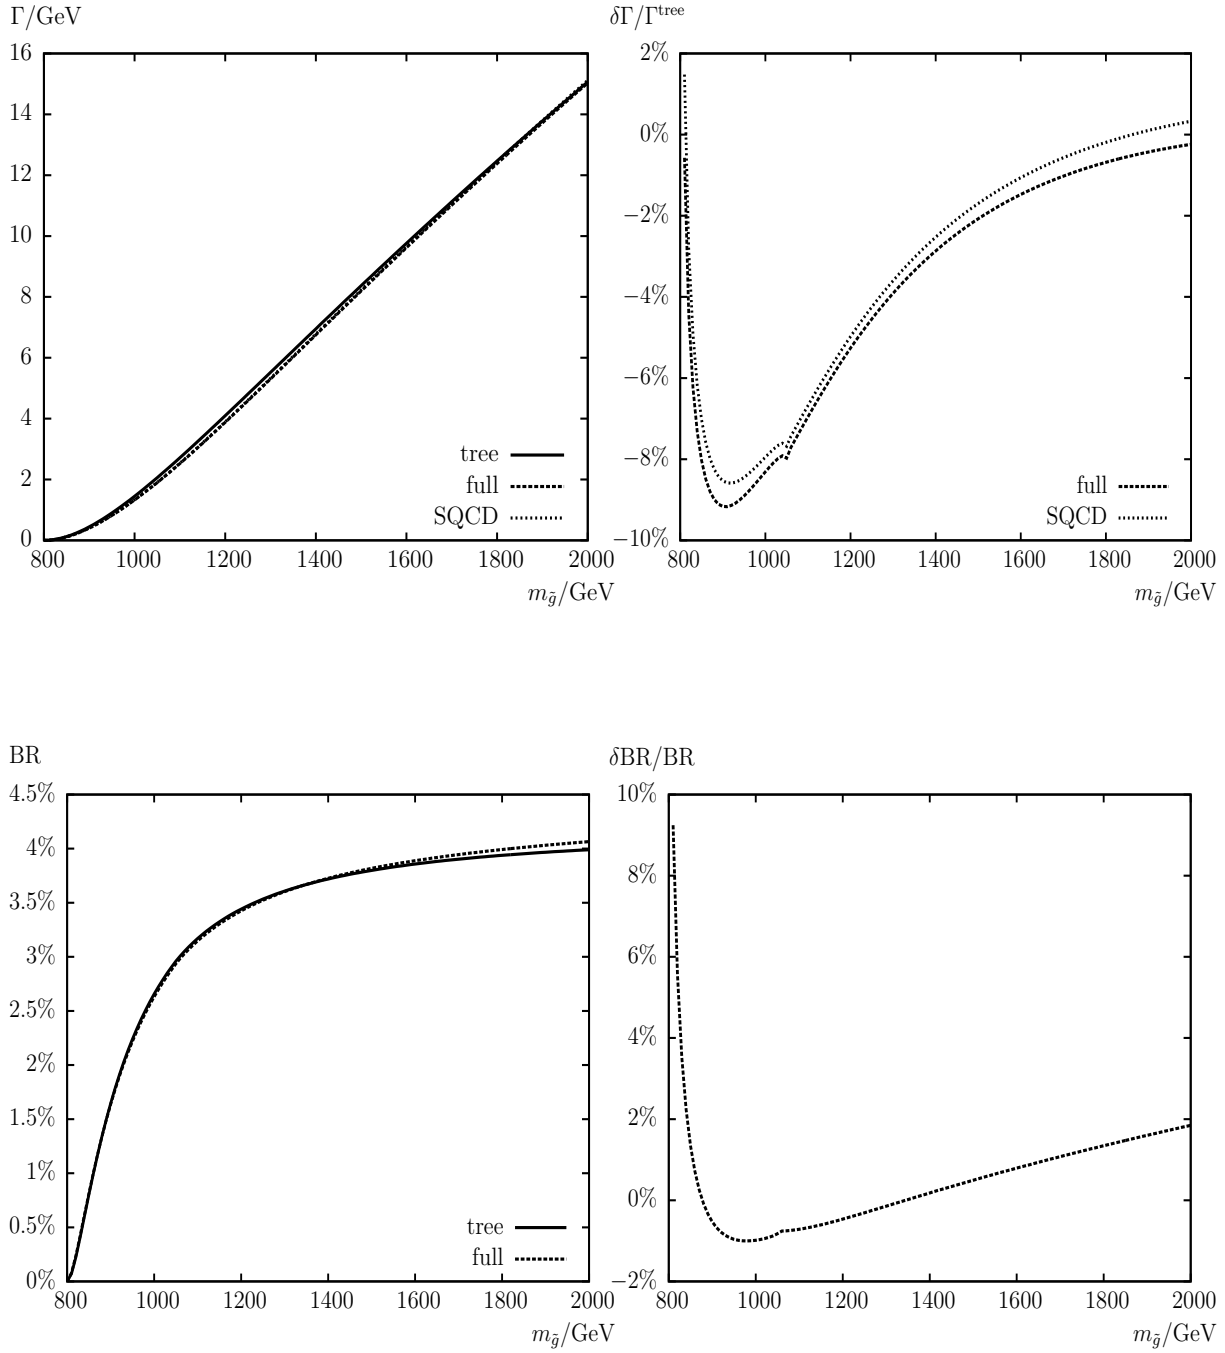 Γ/GeV
16
14
12
10
8
6
4
2
0
tree
full
SQCD
800 1000 1200 1400 1600 1800 2000
m_g̃/GeV
δΓ/Γ^tree
2%
0%
−2%
−4%
−6%
−8%
−10%
full
SQCD
800 1000 1200 1400 1600 1800 2000
m_g̃/GeV
BR
4.5%
4%
3.5%
3%
2.5%
2%
1.5%
1%
0.5%
0%
tree
full
800 1000 1200 1400 1600 1800 2000
m_g̃/GeV
δBR/BR
10%
8%
6%
4%
2%
0%
−2%
800 1000 1200 1400 1600 1800 2000
m_g̃/GeV